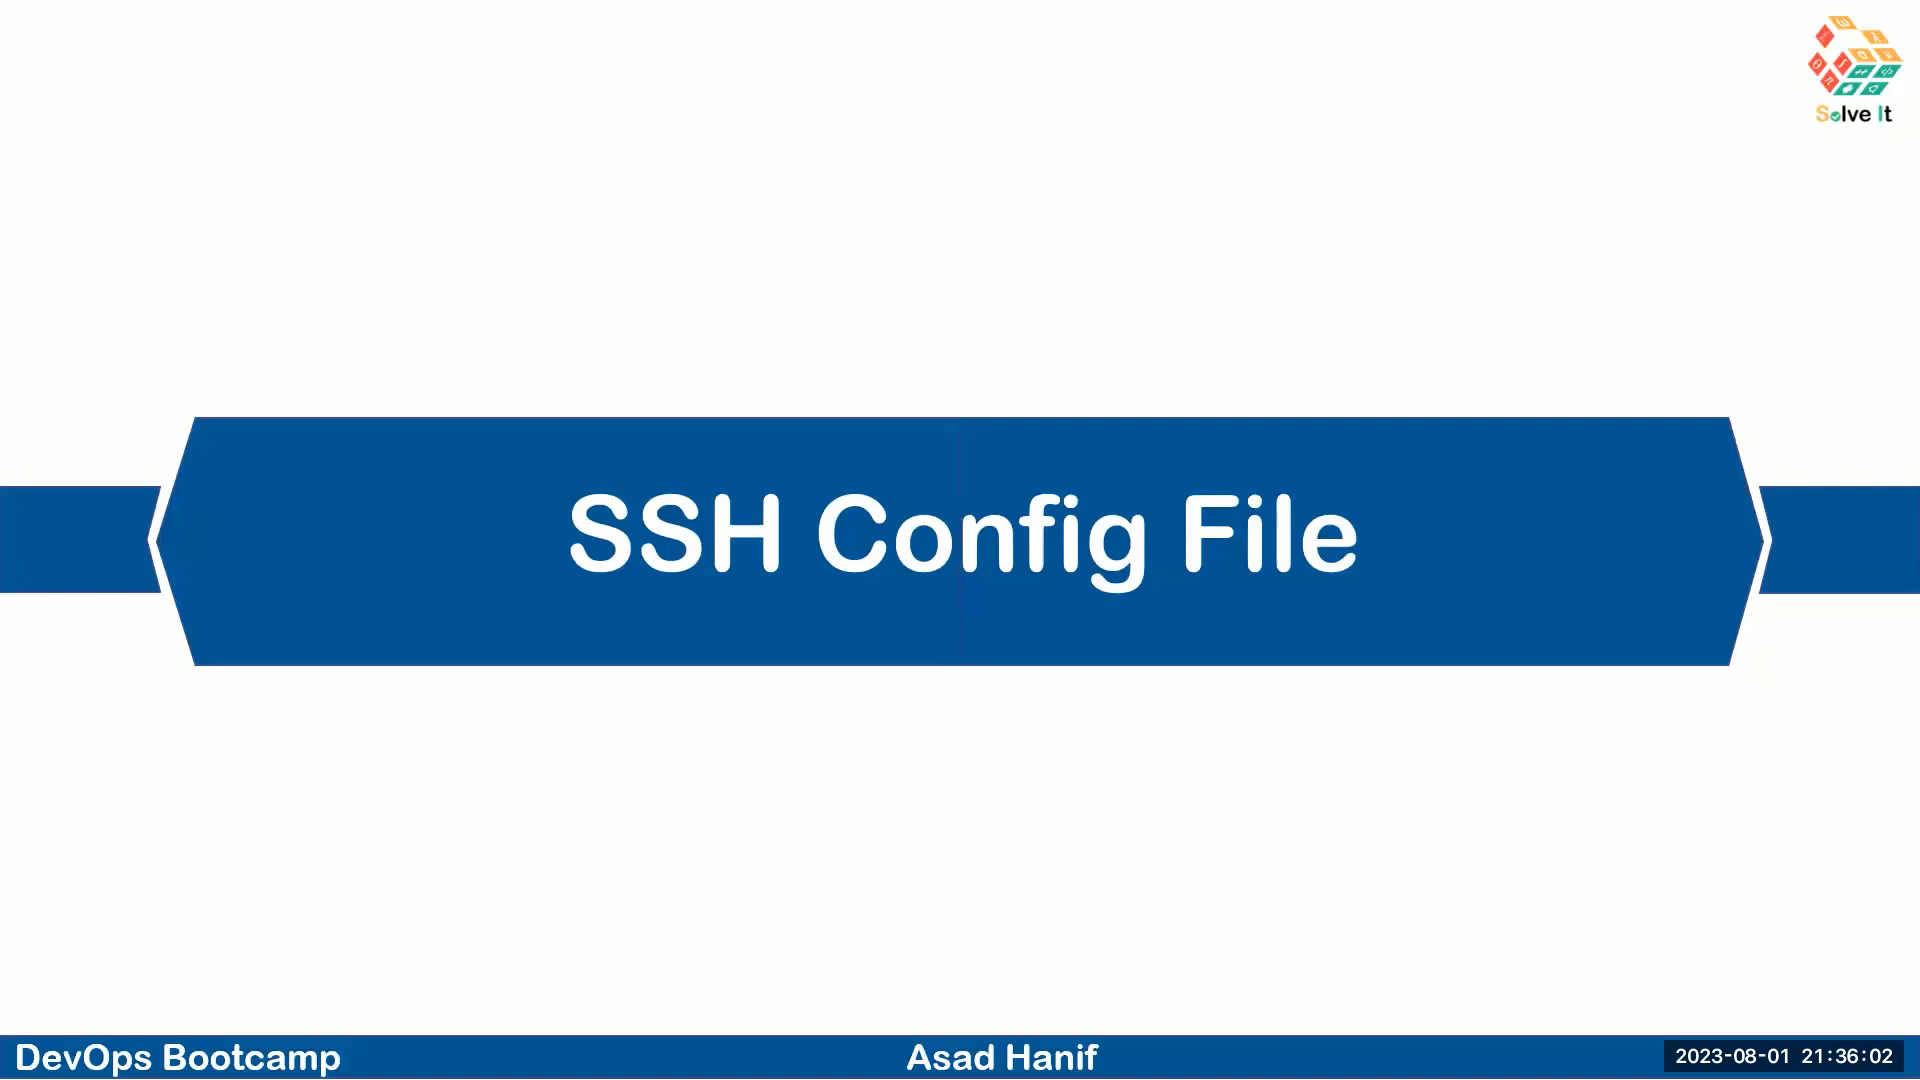 Solve It
SSH Config File
DevOps Bootcamp
Asad Hanif
2023-08-01 21:36:02